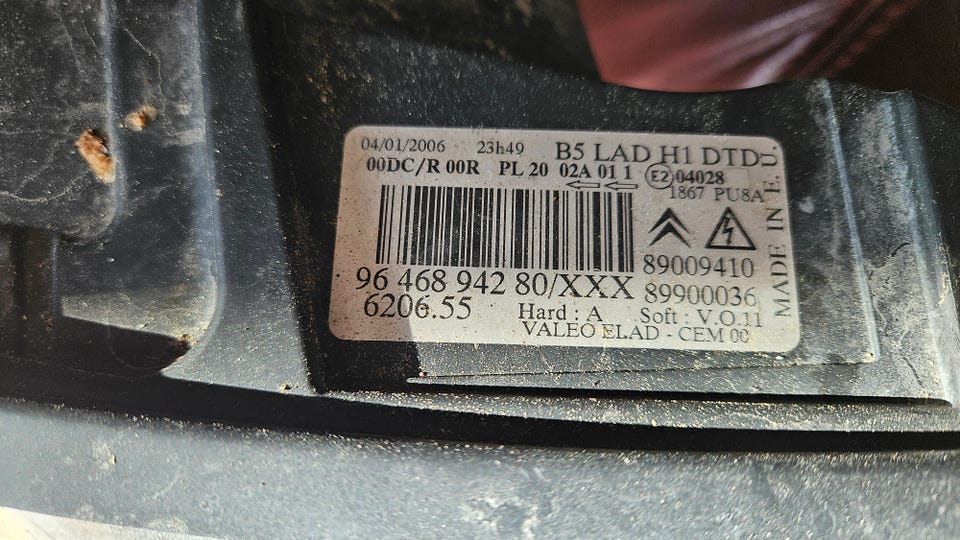 04/01/2006 23h49 B5 LAD H1 DTDU
00DC/R 00R PL 20 02A 01 1 E2 04028
1867 PU8A
96 468 942 80/XXX 89009410
6206.55 89900036
Hard : A Soft : V.O.11
VALEO ELAD - CEM 00
MADE IN E.U.